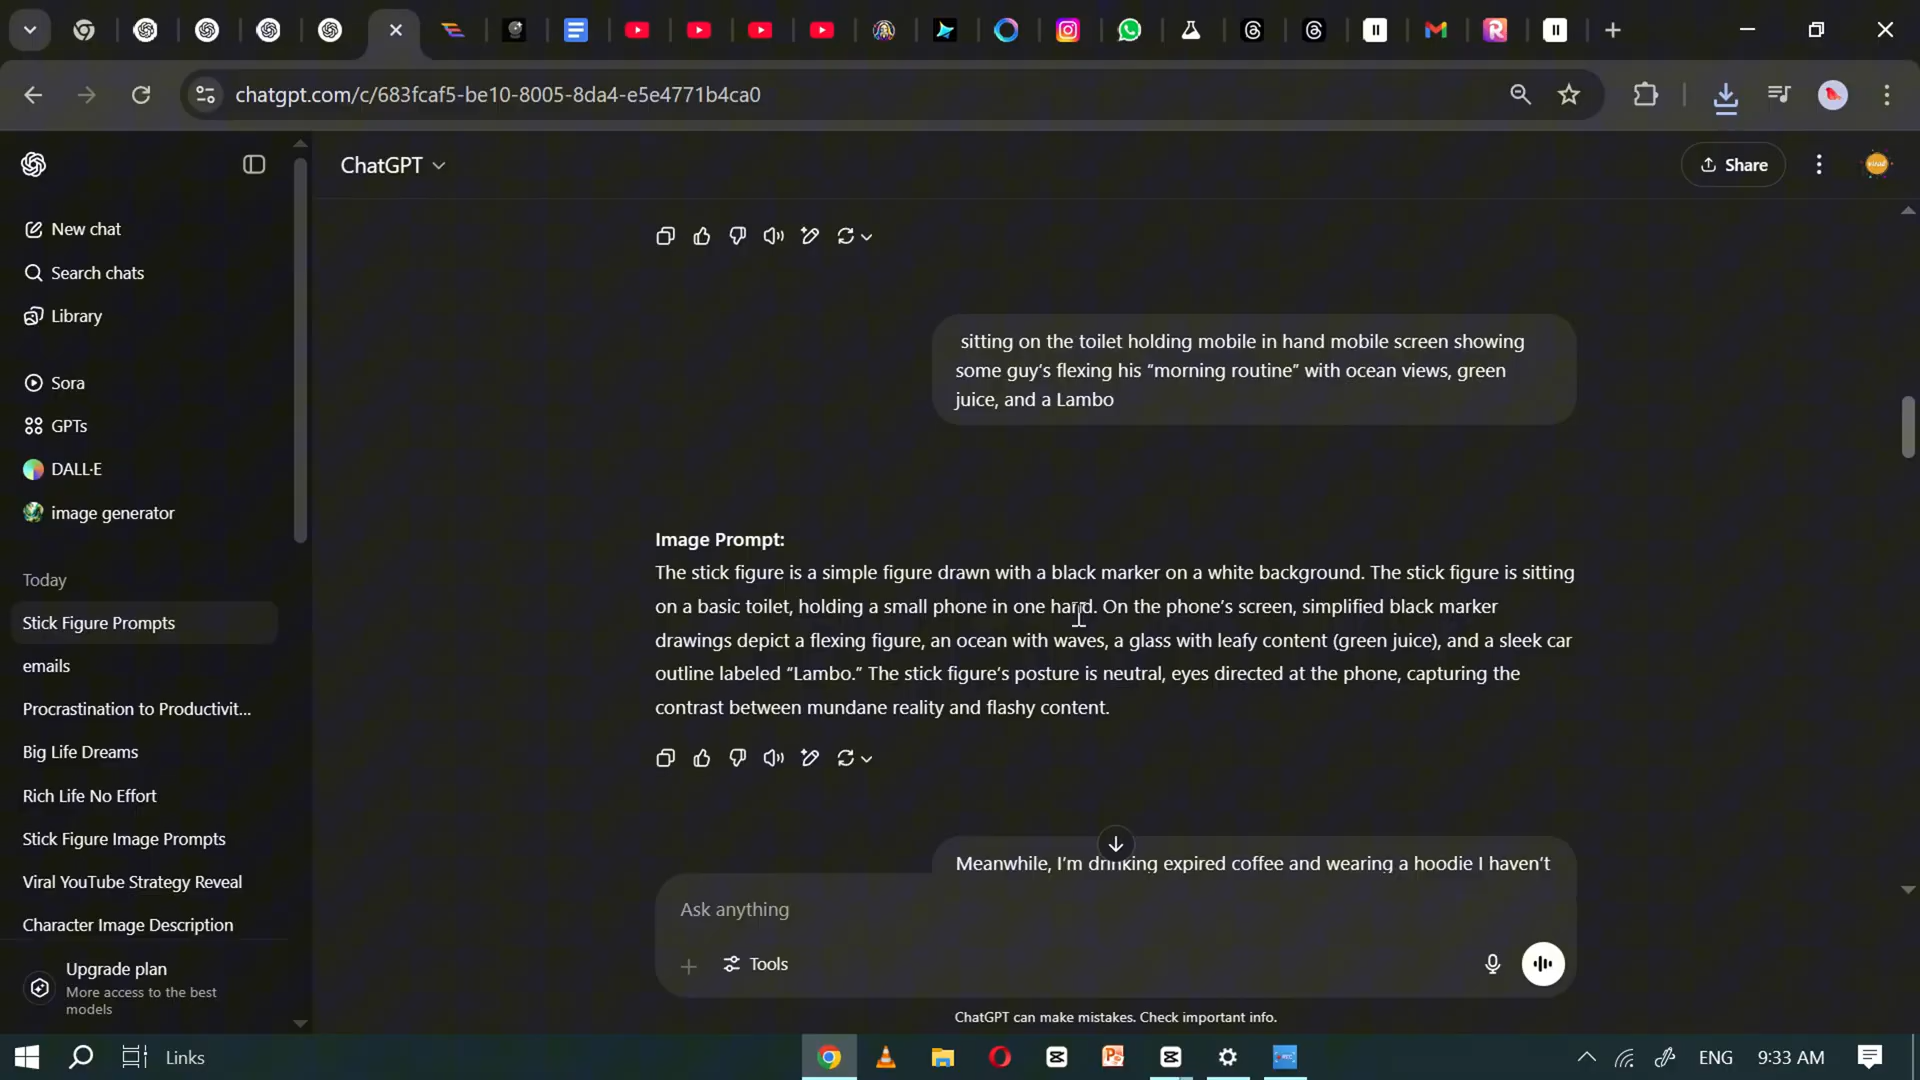 chatgpt.com/c/683fcaf5-be10-8005-8da4-e5e4771b4ca0
ChatGPT
Share
New chat
Search chats
Library
Sora
GPTs
DALL·E
image generator
Today
Stick Figure Prompts
emails
Procrastination to Productivit...
Big Life Dreams
Rich Life No Effort
Stick Figure Image Prompts
Viral YouTube Strategy Reveal
Character Image Description
Upgrade plan
More access to the best
models
sitting on the toilet holding mobile in hand mobile screen showing
some guy’s flexing his “morning routine” with ocean views, green
juice, and a Lambo
Image Prompt:
The stick figure is a simple figure drawn with a black marker on a white background. The stick figure is sitting
on a basic toilet, holding a small phone in one hand. On the phone’s screen, simplified black marker
drawings depict a flexing figure, an ocean with waves, a glass with leafy content (green juice), and a sleek car
outline labeled “Lambo.” The stick figure’s posture is neutral, eyes directed at the phone, capturing the
contrast between mundane reality and flashy content.
Meanwhile, I’m drinking expired coffee and wearing a hoodie I haven’t
Ask anything
Tools
ChatGPT can make mistakes. Check important info.
Links
ENG
9:33 AM